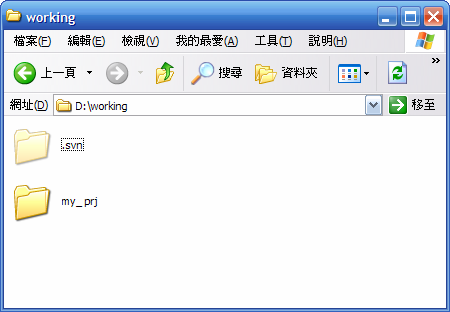 working
檔案(F) 編輯(E) 檢視(V) 我的最愛(A) 工具(T) 說明(H)
上一頁 搜尋 資料夾 »
網址(D) D:\working 移至
.svn
my_prj